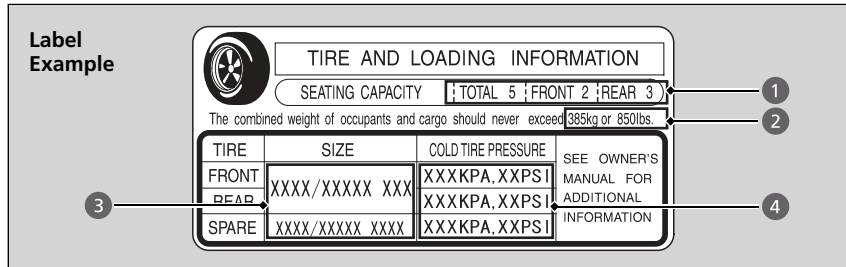 Label
Example
TIRE AND LOADING INFORMATION
SEATING CAPACITY TOTAL 5 FRONT 2 REAR 3
1
The combined weight of occupants and cargo should never exceed 385kg or 850lbs.
2
TIRE SIZE COLD TIRE PRESSURE
SEE OWNER'S
MANUAL FOR
ADDITIONAL
INFORMATION
FRONT XXXX/XXXXX XXX XXXKPA,XXPSI
REAR XXXKPA,XXPSI
3
4
SPARE XXXX/XXXXX XXXX XXXKPA,XXPSI